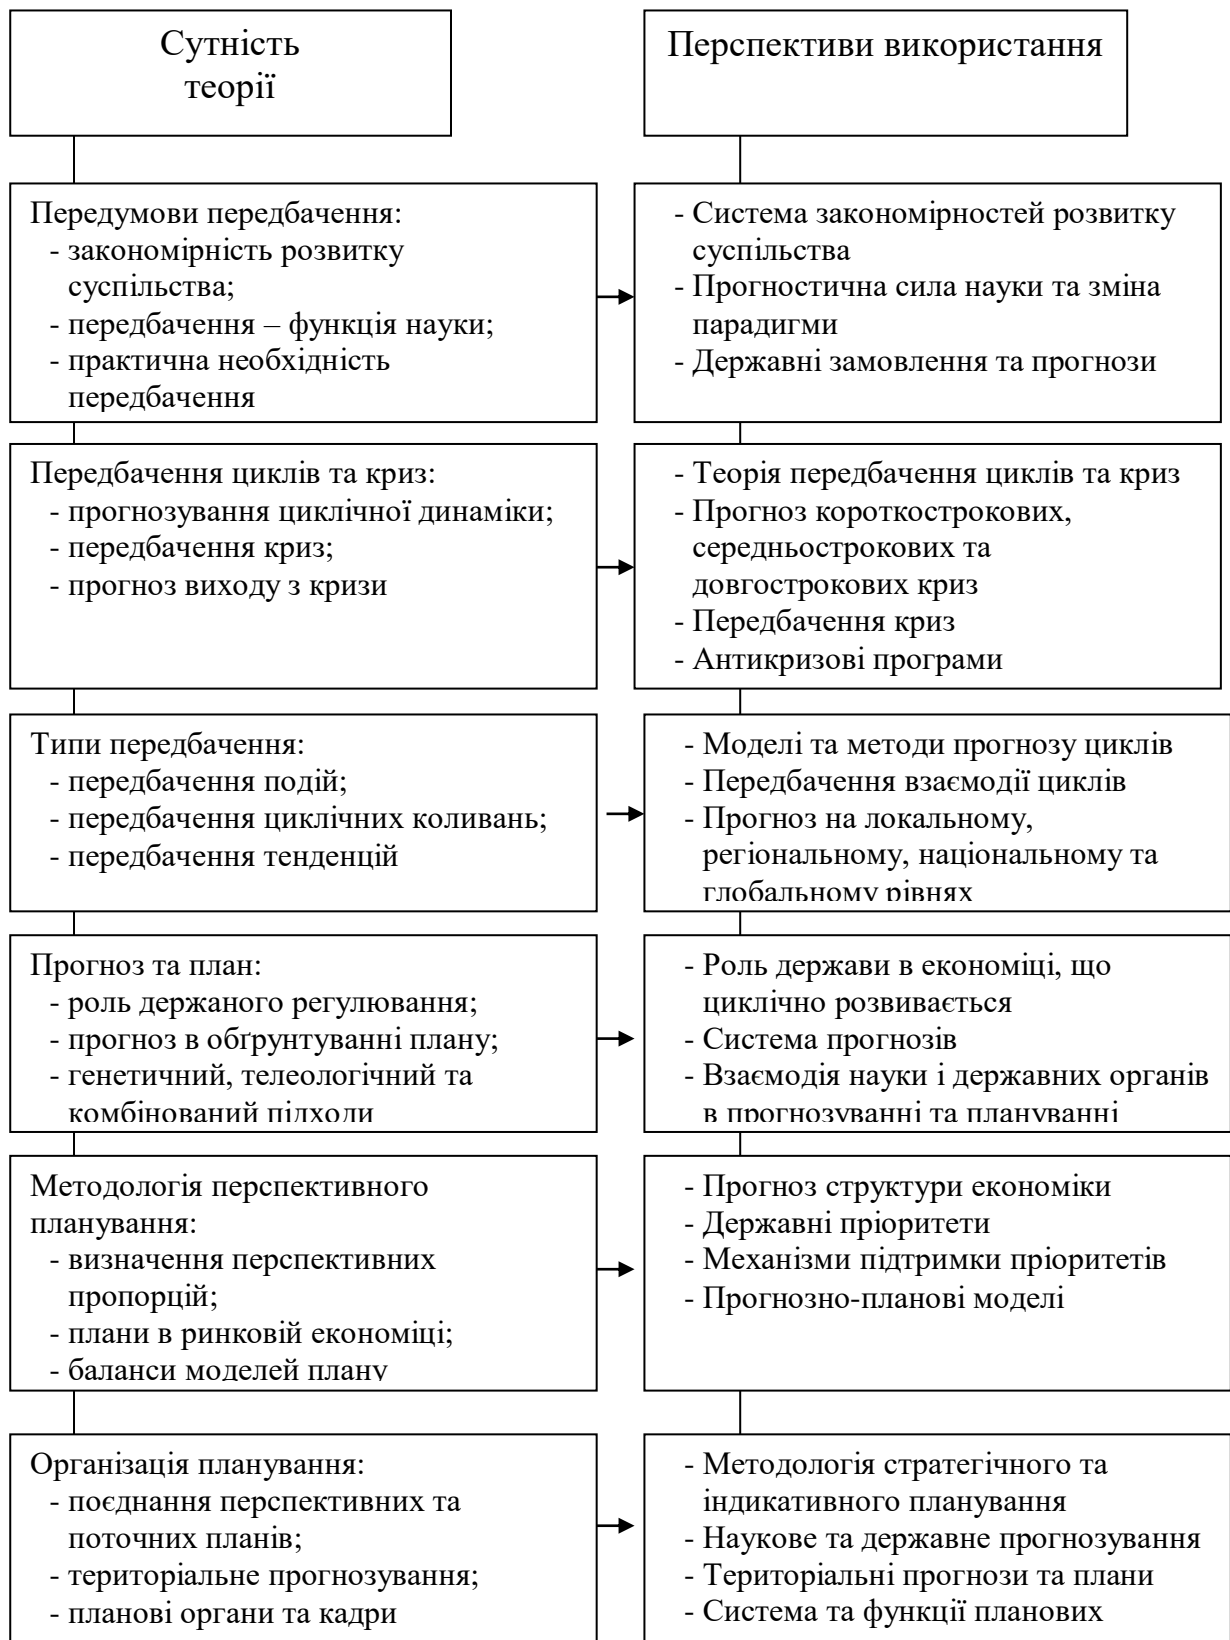 Сутність
теорії
Перспективи використання
Передумови передбачення:
- закономірність розвитку
суспільства;
- передбачення – функція науки;
- практична необхідність
передбачення
- Система закономірностей розвитку
суспільства
- Прогностична сила науки та зміна
парадигми
- Державні замовлення та прогнози
Передбачення циклів та криз:
- прогнозування циклічної динаміки;
- передбачення криз;
- прогноз виходу з кризи
- Теорія передбачення циклів та криз
- Прогноз короткострокових,
середньострокових та
довгострокових криз
- Передбачення криз
- Антикризові програми
Типи передбачення:
- передбачення подій;
- передбачення циклічних коливань;
- передбачення тенденцій
- Моделі та методи прогнозу циклів
- Передбачення взаємодії циклів
- Прогноз на локальному,
регіональному, національному та
глобальному рівнях
Прогноз та план:
- роль держаного регулювання;
- прогноз в обґрунтуванні плану;
- генетичний, телеологічний та
комбінований підходи
- Роль держави в економіці, що
циклічно розвивається
- Система прогнозів
- Взаємодія науки і державних органів
в прогнозуванні та плануванні
Методологія перспективного
планування:
- визначення перспективних
пропорцій;
- плани в ринковій економіці;
- баланси моделей плану
- Прогноз структури економіки
- Державні пріоритети
- Механізми підтримки пріоритетів
- Прогнозно-планові моделі
Організація планування:
- поєднання перспективних та
поточних планів;
- територіальне прогнозування;
- планові органи та кадри
- Методологія стратегічного та
індикативного планування
- Наукове та державне прогнозування
- Територіальні прогнози та плани
- Система та функції планових